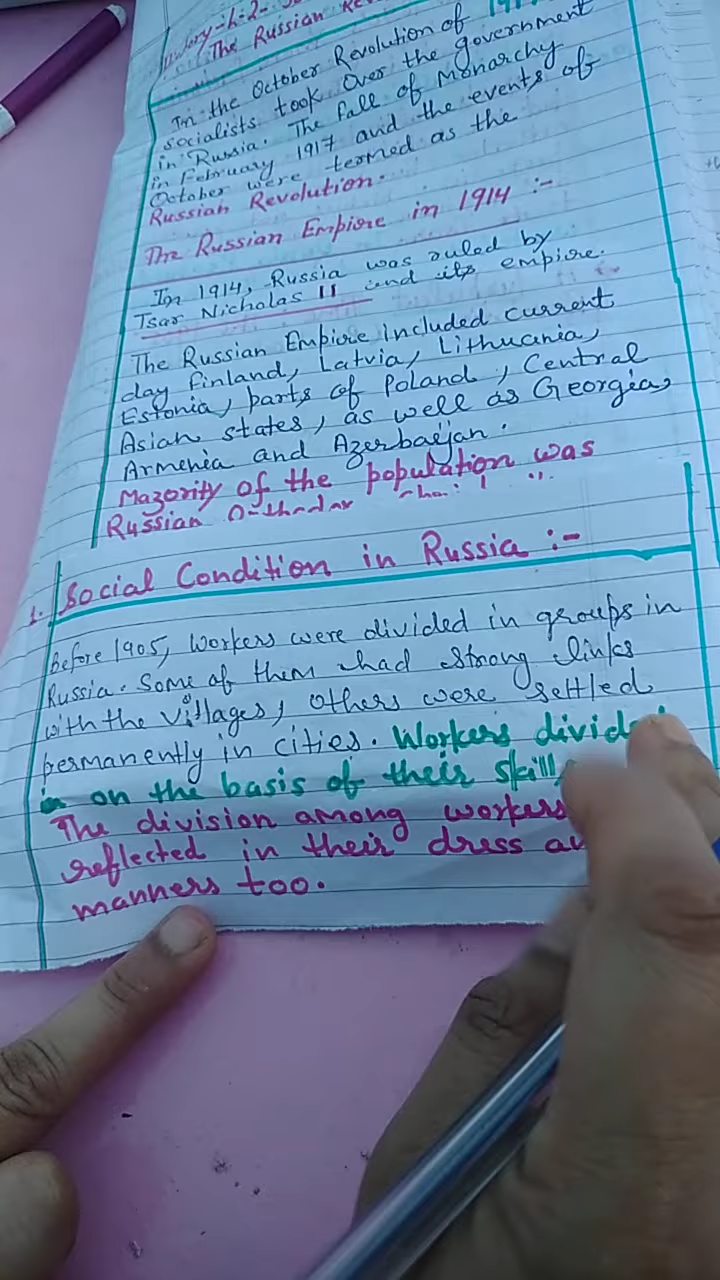 The Russian Re
In the October Revolution of 191
socialists took over the government
in Russia. The fall of Monarchy
in February 1917 and the events of
October were termed as the
Russian Revolution.
The Russian Empire in 1914 :-
In 1914, Russia was ruled by
Tsar Nicholas II and its empire.
The Russian Empire included current
day finland, Latvia, Lithuania,
Estonia, parts of Poland, Central
Asian states, as well as Georgia,
Armenia and Azerbaijan.
Mazority of the population was
Russian
1. Social Condition in Russia :-
Before 1905, Workers were divided in groups in
Russia. Some of them had strong links
with the villages, others were settled
permanently in cities. Workers divide
in on the basis of their skill
The division among workers
reflected in their dress a
manners too.